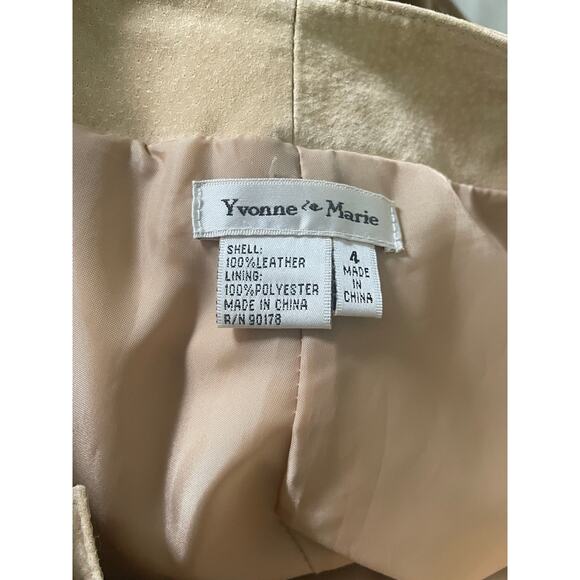 Yvonne & Marie
SHELL:
100%LEATHER
LINING:
100%POLYESTER
MADE IN CHINA
R/N 90178
4
MADE
IN
CHINA